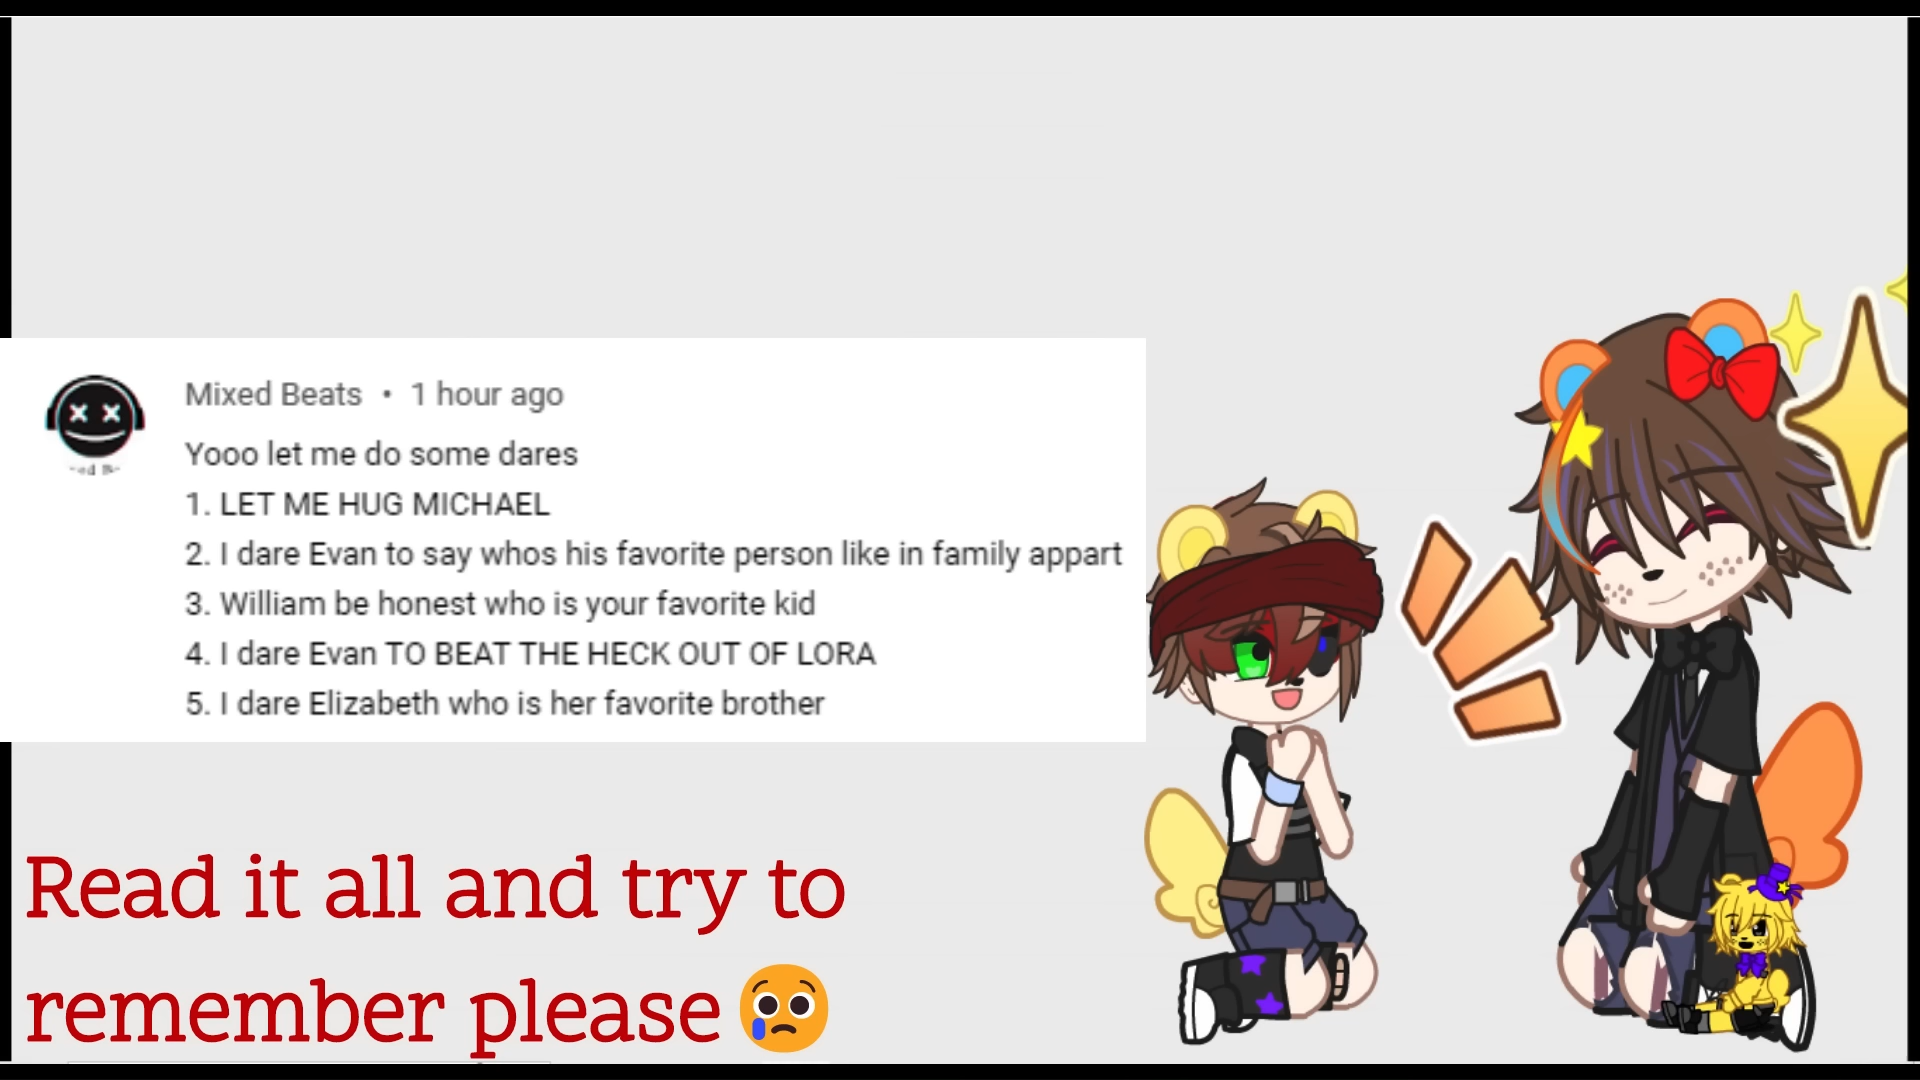 Mixed Beats • 1 hour ago
Yooo let me do some dares
1. LET ME HUG MICHAEL
2. I dare Evan to say whos his favorite person like in family appart
3. William be honest who is your favorite kid
4. I dare Evan TO BEAT THE HECK OUT OF LORA
5. I dare Elizabeth who is her favorite brother
Read it all and try to
remember please 😢